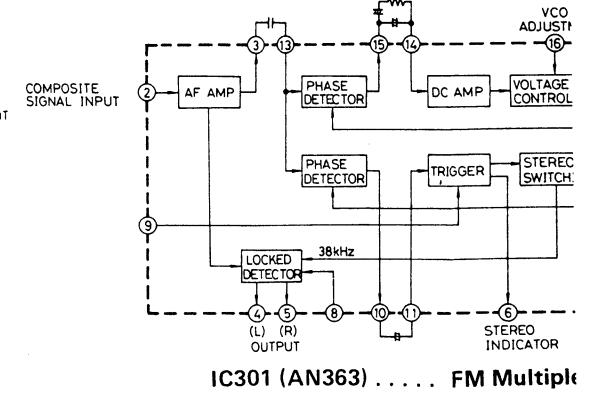 VCO
ADJUSTM
3
13
15
14
16
COMPOSITE
SIGNAL INPUT
2
AF AMP
PHASE
DETECTOR
DC AMP
VOLTAGE
CONTROL
PHASE
DETECTOR
TRIGGER
STEREO
SWITCH
9
LOCKED
DETECTOR
38kHz
4
5
8
10
11
6
(L) (R)
OUTPUT
STEREO
INDICATOR
IC301 (AN363) ..... FM Multiple